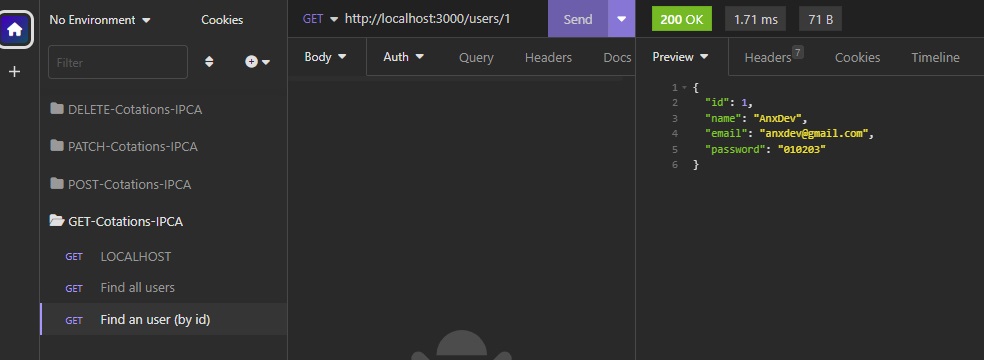 No Environment
Cookies
Filter
DELETE-Cotations-IPCA
PATCH-Cotations-IPCA
POST-Cotations-IPCA
GET-Cotations-IPCA
GET LOCALHOST
GET Find all users
GET Find an user (by id)
GET http://localhost:3000/users/1 Send
Body Auth Query Headers Docs
200 OK 1.71 ms 71 B
Preview Headers 7 Cookies Timeline
1 {
2 "id": 1,
3 "name": "AnxDev",
4 "email": "anxdev@gmail.com",
5 "password": "010203"
6 }